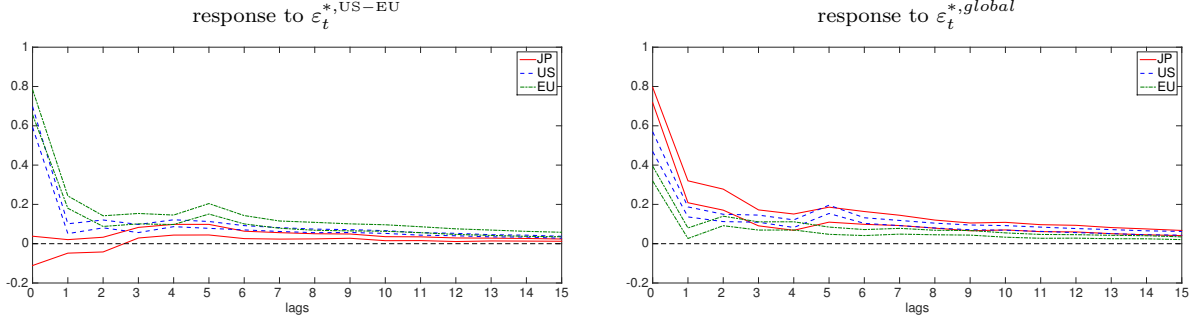 response to ε_t^{*,US−EU}
1
0.8
0.6
0.4
0.2
0
-0.2
0 1 2 3 4 5 6 7 8 9 10 11 12 13 14 15
lags
JP
US
EU
response to ε_t^{*,global}
1
0.8
0.6
0.4
0.2
0
-0.2
0 1 2 3 4 5 6 7 8 9 10 11 12 13 14 15
lags
JP
US
EU